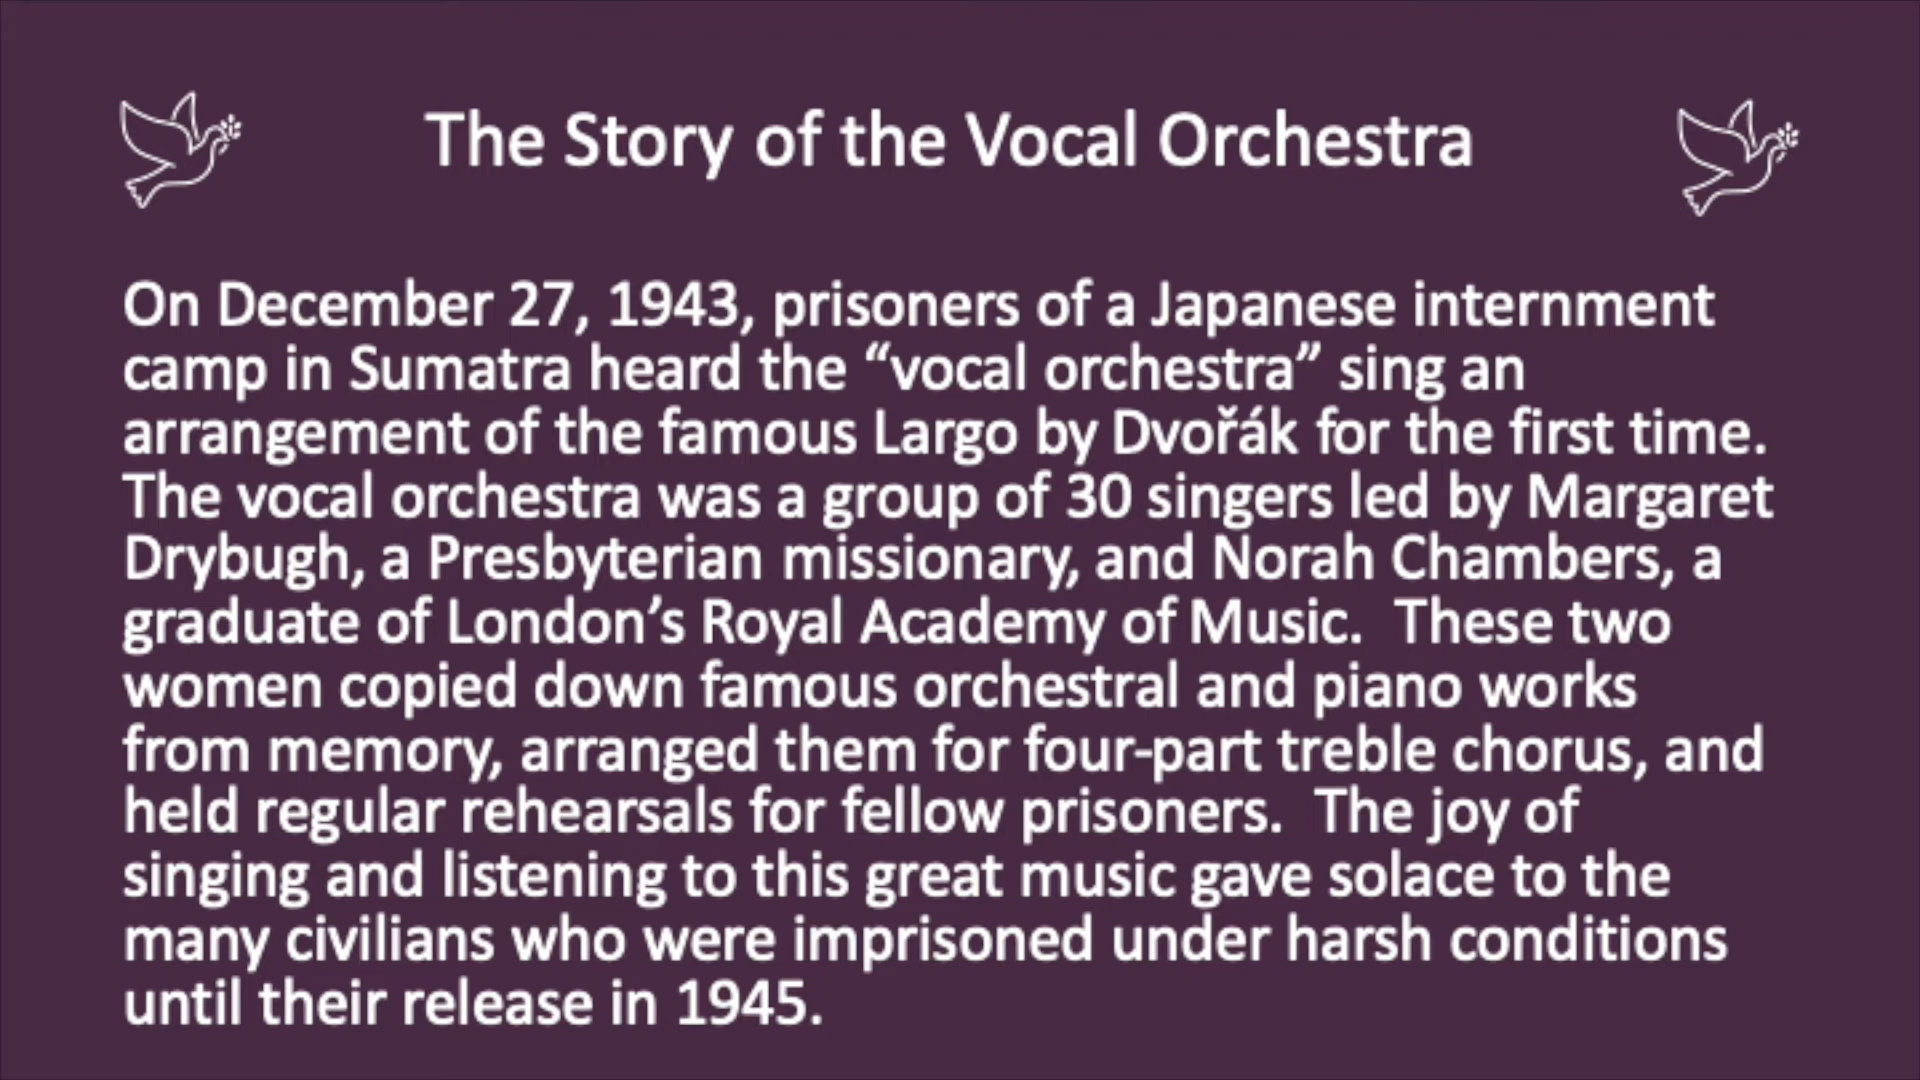 The Story of the Vocal Orchestra
On December 27, 1943, prisoners of a Japanese internment
camp in Sumatra heard the “vocal orchestra” sing an
arrangement of the famous Largo by Dvořák for the first time.
The vocal orchestra was a group of 30 singers led by Margaret
Drybugh, a Presbyterian missionary, and Norah Chambers, a
graduate of London’s Royal Academy of Music.  These two
women copied down famous orchestral and piano works
from memory, arranged them for four-part treble chorus, and
held regular rehearsals for fellow prisoners.  The joy of
singing and listening to this great music gave solace to the
many civilians who were imprisoned under harsh conditions
until their release in 1945.